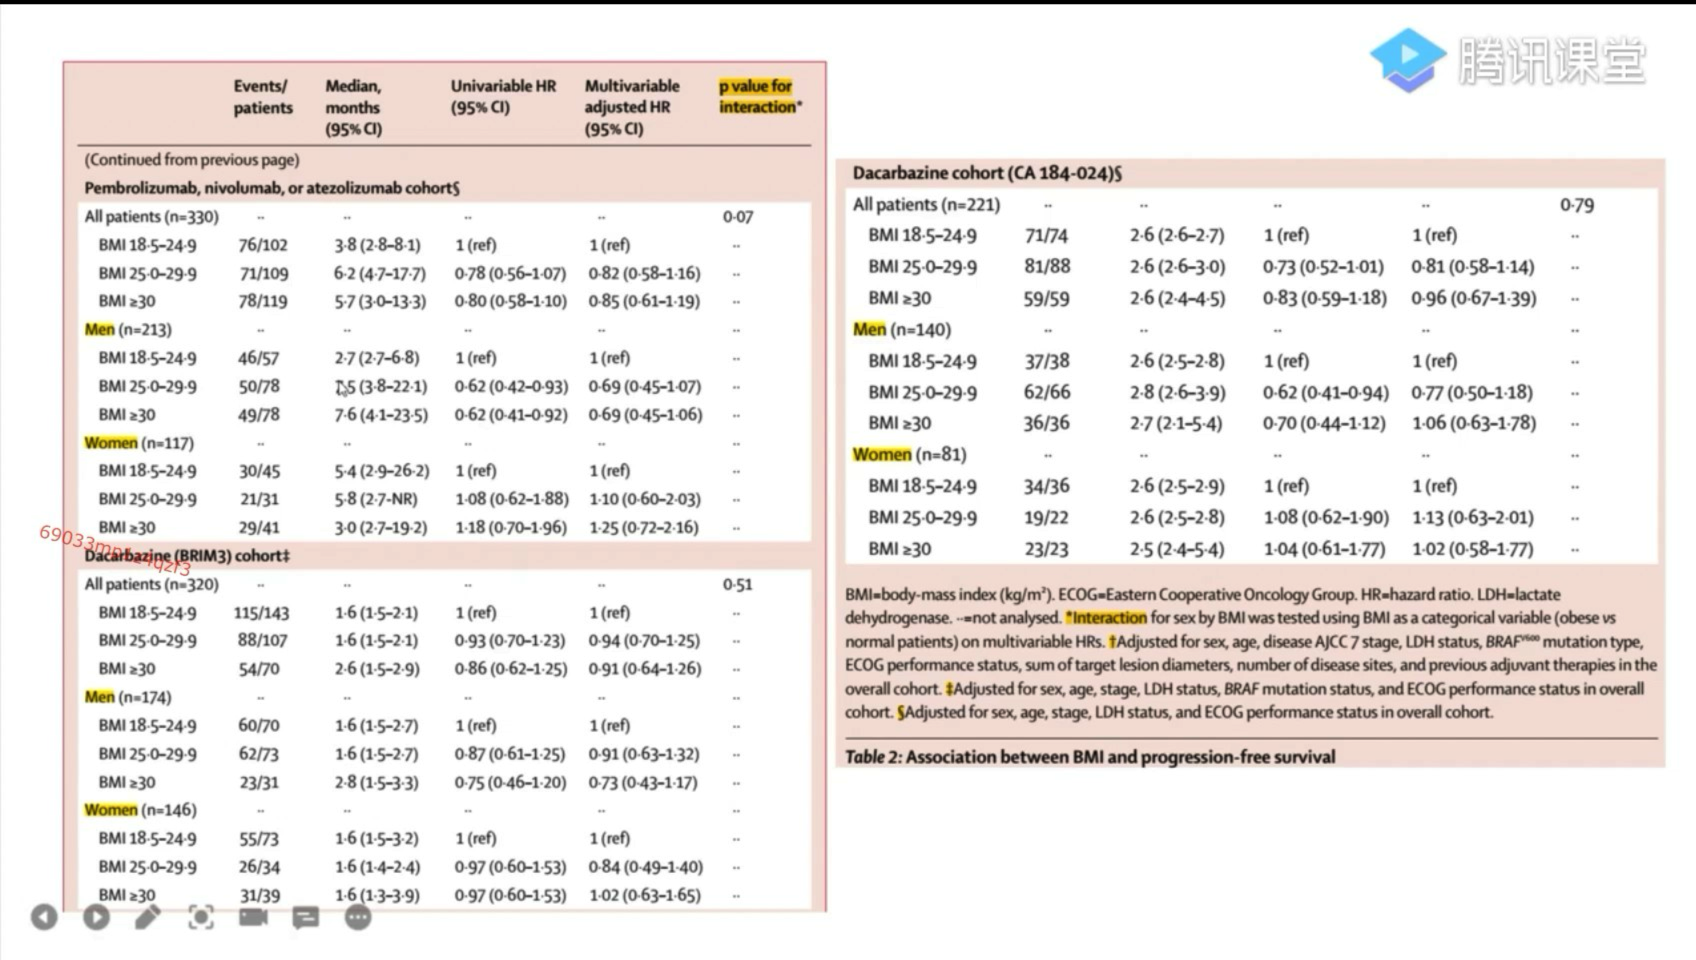 腾讯课堂
Events/ patients	Median, months (95% CI)	Univariable HR (95% CI)	Multivariable adjusted HR (95% CI)	p value for interaction*
(Continued from previous page)
Pembrolizumab, nivolumab, or atezolizumab cohort§
All patients (n=330)	··	··	··	··	0·07
BMI 18·5–24·9	76/102	3·8 (2·8–8·1)	1 (ref)	1 (ref)	··
BMI 25·0–29·9	71/109	6·2 (4·7–17·7)	0·78 (0·56–1·07)	0·82 (0·58–1·16)	··
BMI ≥30	78/119	5·7 (3·0–13·3)	0·80 (0·58–1·10)	0·85 (0·61–1·19)	··
Men (n=213)	··	··	··	··	··
BMI 18·5–24·9	46/57	2·7 (2·7–6·8)	1 (ref)	1 (ref)	··
BMI 25·0–29·9	50/78	(3·8–22·1)	0·62 (0·42–0·93)	0·69 (0·45–1·07)	··
BMI ≥30	49/78	7·6 (4·1–23·5)	0·62 (0·41–0·92)	0·69 (0·45–1·06)	··
Women (n=117)	··	··	··	··	··
BMI 18·5–24·9	30/45	5·4 (2·9–26·2)	1 (ref)	1 (ref)	··
BMI 25·0–29·9	21/31	5·8 (2·7-NR)	1·08 (0·62–1·88)	1·10 (0·60–2·03)	··
BMI ≥30	29/41	3·0 (2·7–19·2)	1·18 (0·70–1·96)	1·25 (0·72–2·16)	··
Dacarbazine (BRIM3) cohort‡
All patients (n=320)	··	··	··	··	0·51
BMI 18·5–24·9	115/143	1·6 (1·5–2·1)	1 (ref)	1 (ref)	··
BMI 25·0–29·9	88/107	1·6 (1·5–2·1)	0·93 (0·70–1·23)	0·94 (0·70–1·25)	··
BMI ≥30	54/70	2·6 (1·5–2·9)	0·86 (0·62–1·25)	0·91 (0·64–1·26)	··
Men (n=174)	··	··	··	··	··
BMI 18·5–24·9	60/70	1·6 (1·5–2·7)	1 (ref)	1 (ref)	··
BMI 25·0–29·9	62/73	1·6 (1·5–2·7)	0·87 (0·61–1·25)	0·91 (0·63–1·32)	··
BMI ≥30	23/31	2·8 (1·5–3·3)	0·75 (0·46–1·20)	0·73 (0·43–1·17)	··
Women (n=146)	··	··	··	··	··
BMI 18·5–24·9	55/73	1·6 (1·5–3·2)	1 (ref)	1 (ref)	··
BMI 25·0–29·9	26/34	1·6 (1·4–2·4)	0·97 (0·60–1·53)	0·84 (0·49–1·40)	··
BMI ≥30	31/39	1·6 (1·3–3·9)	0·97 (0·60–1·53)	1·02 (0·63–1·65)	··
Dacarbazine cohort (CA 184-024)§
All patients (n=221)	··	··	··	··	0·79
BMI 18·5–24·9	71/74	2·6 (2·6–2·7)	1 (ref)	1 (ref)	··
BMI 25·0–29·9	81/88	2·6 (2·6–3·0)	0·73 (0·52–1·01)	0·81 (0·58–1·14)	··
BMI ≥30	59/59	2·6 (2·4–4·5)	0·83 (0·59–1·18)	0·96 (0·67–1·39)	··
Men (n=140)	··	··	··	··	··
BMI 18·5–24·9	37/38	2·6 (2·5–2·8)	1 (ref)	1 (ref)	··
BMI 25·0–29·9	62/66	2·8 (2·6–3·9)	0·62 (0·41–0·94)	0·77 (0·50–1·18)	··
BMI ≥30	36/36	2·7 (2·1–5·4)	0·70 (0·44–1·12)	1·06 (0·63–1·78)	··
Women (n=81)	··	··	··	··	··
BMI 18·5–24·9	34/36	2·6 (2·5–2·9)	1 (ref)	1 (ref)	··
BMI 25·0–29·9	19/22	2·6 (2·5–2·8)	1·08 (0·62–1·90)	1·13 (0·63–2·01)	··
BMI ≥30	23/23	2·5 (2·4–5·4)	1·04 (0·61–1·77)	1·02 (0·58–1·77)	··
BMI=body-mass index (kg/m²). ECOG=Eastern Cooperative Oncology Group. HR=hazard ratio. LDH=lactate
dehydrogenase. ··=not analysed. *Interaction for sex by BMI was tested using BMI as a categorical variable (obese vs
normal patients) on multivariable HRs. †Adjusted for sex, age, disease AJCC 7 stage, LDH status, BRAFV600 mutation type,
ECOG performance status, sum of target lesion diameters, number of disease sites, and previous adjuvant therapies in the
overall cohort. ‡Adjusted for sex, age, stage, LDH status, BRAF mutation status, and ECOG performance status in overall
cohort. §Adjusted for sex, age, stage, LDH status, and ECOG performance status in overall cohort.
Table 2: Association between BMI and progression-free survival